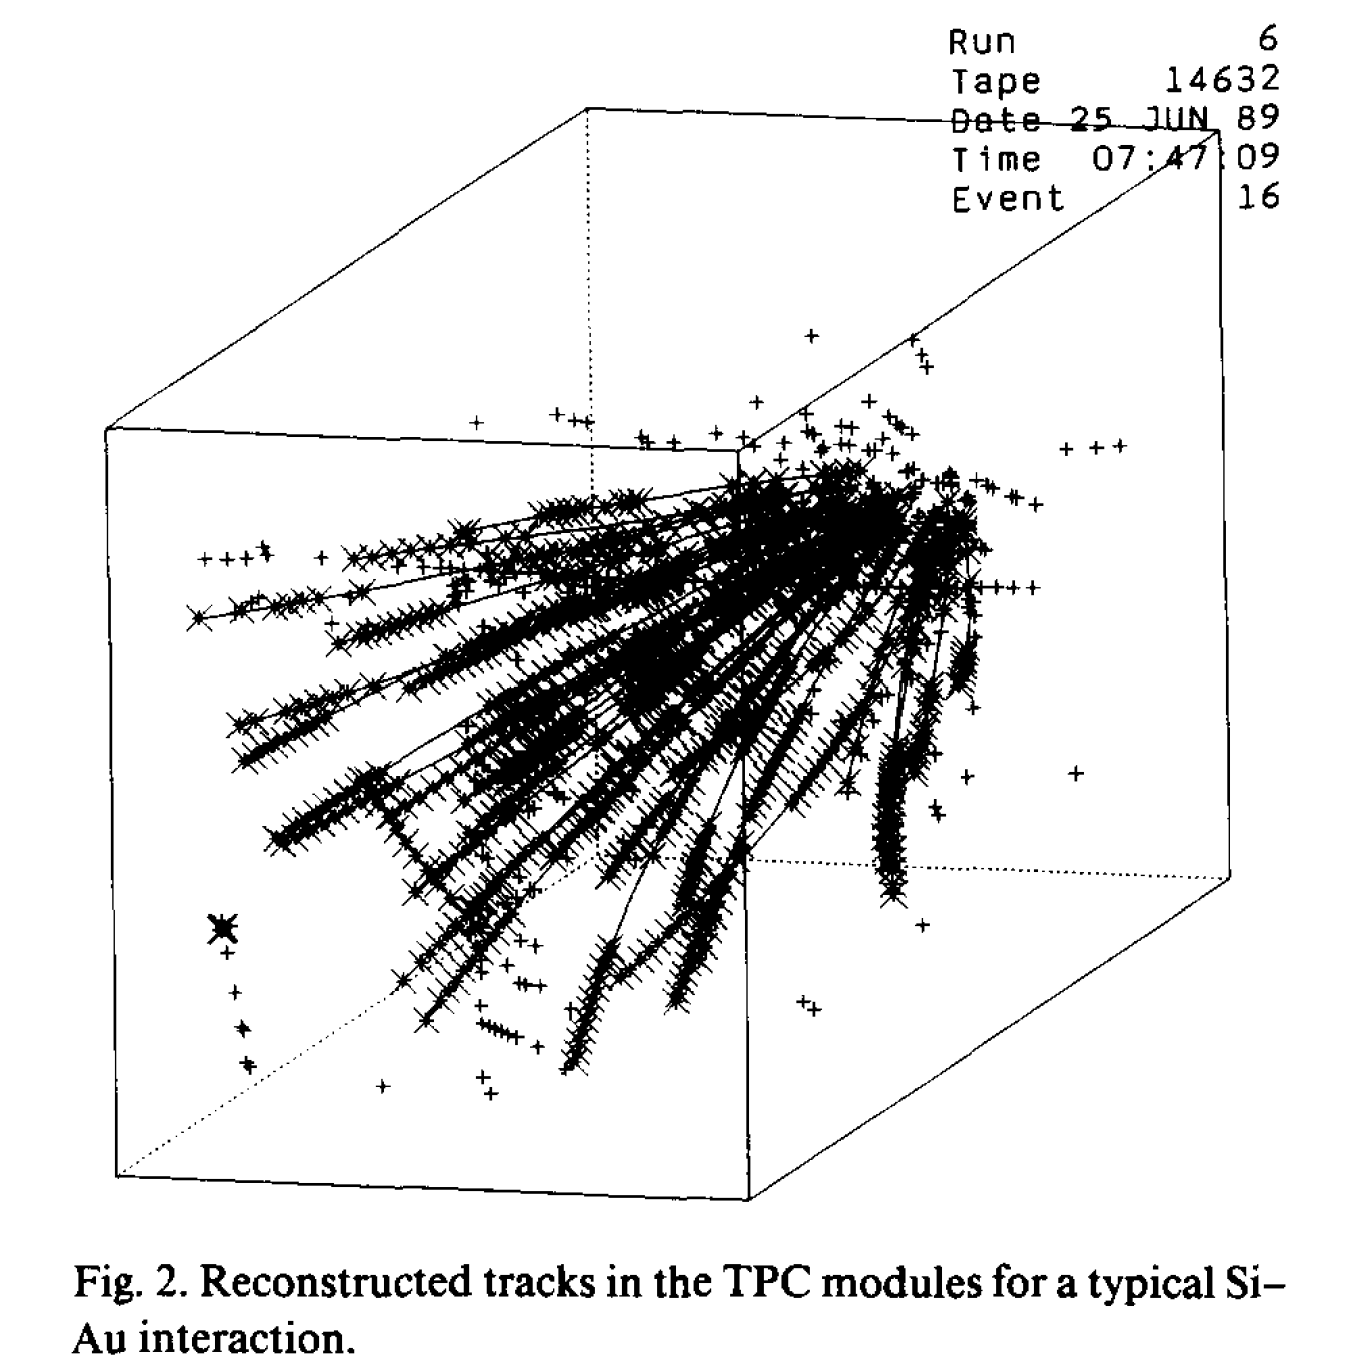 Run 6
Tape 14632
Date 25 JUN 89
Time 07:47:09
Event 16
Fig. 2. Reconstructed tracks in the TPC modules for a typical Si–
Au interaction.